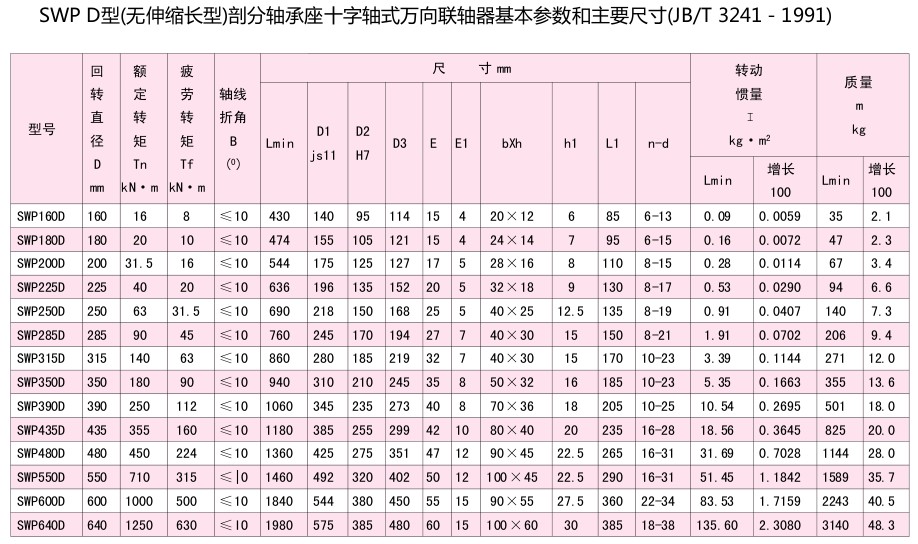 SWP D型(无伸缩长型)剖分轴承座十字轴式万向联轴器基本参数和主要尺寸(JB/T 3241 - 1991)
型号 回转直径 D mm 额定转矩 Tn kN·m 疲劳转矩 Tf kN·m 轴线折角 B (⁰) 尺 寸 mm 转动惯量 I kg·m² 质量 m kg
Lmin D1 js11 D2 H7 D3 E E1 bXh h1 L1 n-d Lmin 增长 100 Lmin 增长 100
SWP160D 160 16 8 ≤10 430 140 95 114 15 4 20×12 6 85 6-13 0.09 0.0059 35 2.1
SWP180D 180 20 10 ≤10 474 155 105 121 15 4 24×14 7 95 6-15 0.16 0.0072 47 2.3
SWP200D 200 31.5 16 ≤10 544 175 125 127 17 5 28×16 8 110 8-15 0.28 0.0114 67 3.4
SWP225D 225 40 20 ≤10 636 196 135 152 20 5 32×18 9 130 8-17 0.53 0.0290 94 6.6
SWP250D 250 63 31.5 ≤10 690 218 150 168 25 5 40×25 12.5 135 8-19 0.91 0.0407 140 7.3
SWP285D 285 90 45 ≤10 760 245 170 194 27 7 40×30 15 150 8-21 1.91 0.0702 206 9.4
SWP315D 315 140 63 ≤10 860 280 185 219 32 7 40×30 15 170 10-23 3.39 0.1144 271 12.0
SWP350D 350 180 90 ≤10 940 310 210 245 35 8 50×32 16 185 10-23 5.35 0.1663 355 13.6
SWP390D 390 250 112 ≤10 1060 345 235 273 40 8 70×36 18 205 10-25 10.54 0.2695 501 18.0
SWP435D 435 355 160 ≤10 1180 385 255 299 42 10 80×40 20 235 16-28 18.56 0.3645 825 20.0
SWP480D 480 450 224 ≤10 1360 425 275 351 47 12 90×45 22.5 265 16-31 31.69 0.7028 1144 28.0
SWP550D 550 710 315 ≤|0 1460 492 320 402 50 12 100×45 22.5 290 16-31 51.45 1.1842 1589 35.7
SWP600D 600 1000 500 ≤10 1840 544 380 450 55 15 90×55 27.5 360 22-34 83.53 1.7159 2243 40.5
SWP640D 640 1250 630 ≤10 1980 575 385 480 60 15 100×60 30 385 18-38 135.60 2.3080 3140 48.3